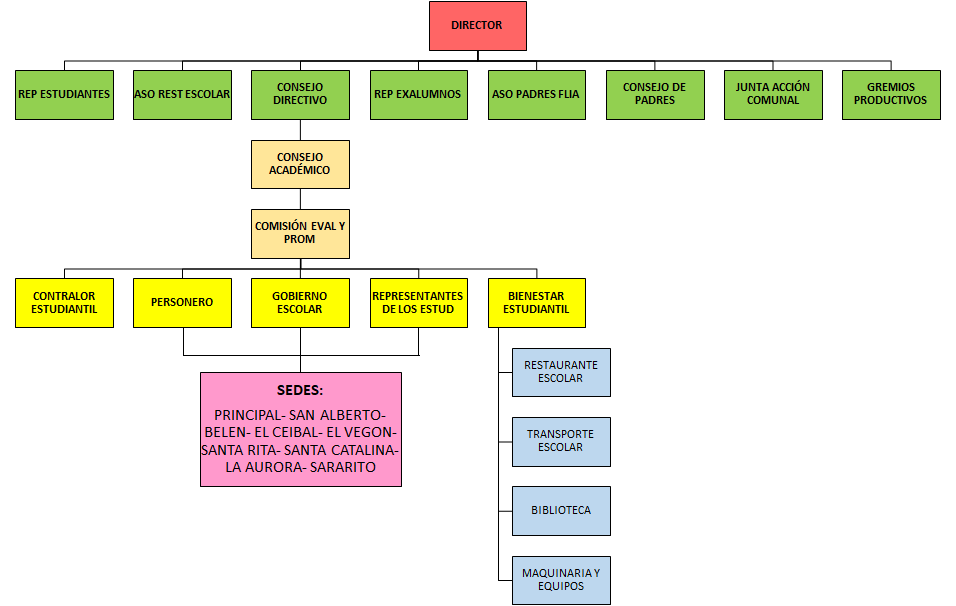 DIRECTOR
REP ESTUDIANTES
ASO REST ESCOLAR
CONSEJO
DIRECTIVO
REP EXALUMNOS
ASO PADRES FLIA
CONSEJO DE
PADRES
JUNTA ACCIÓN
COMUNAL
GREMIOS
PRODUCTIVOS
CONSEJO
ACADÉMICO
COMISIÓN EVAL Y
PROM
CONTRALOR
ESTUDIANTIL
PERSONERO
GOBIERNO
ESCOLAR
REPRESENTANTES
DE LOS ESTUD
BIENESTAR
ESTUDIANTIL
SEDES:
PRINCIPAL- SAN ALBERTO-
BELEN- EL CEIBAL- EL VEGON-
SANTA RITA- SANTA CATALINA-
LA AURORA- SARARITO
RESTAURANTE
ESCOLAR
TRANSPORTE
ESCOLAR
BIBLIOTECA
MAQUINARIA Y
EQUIPOS